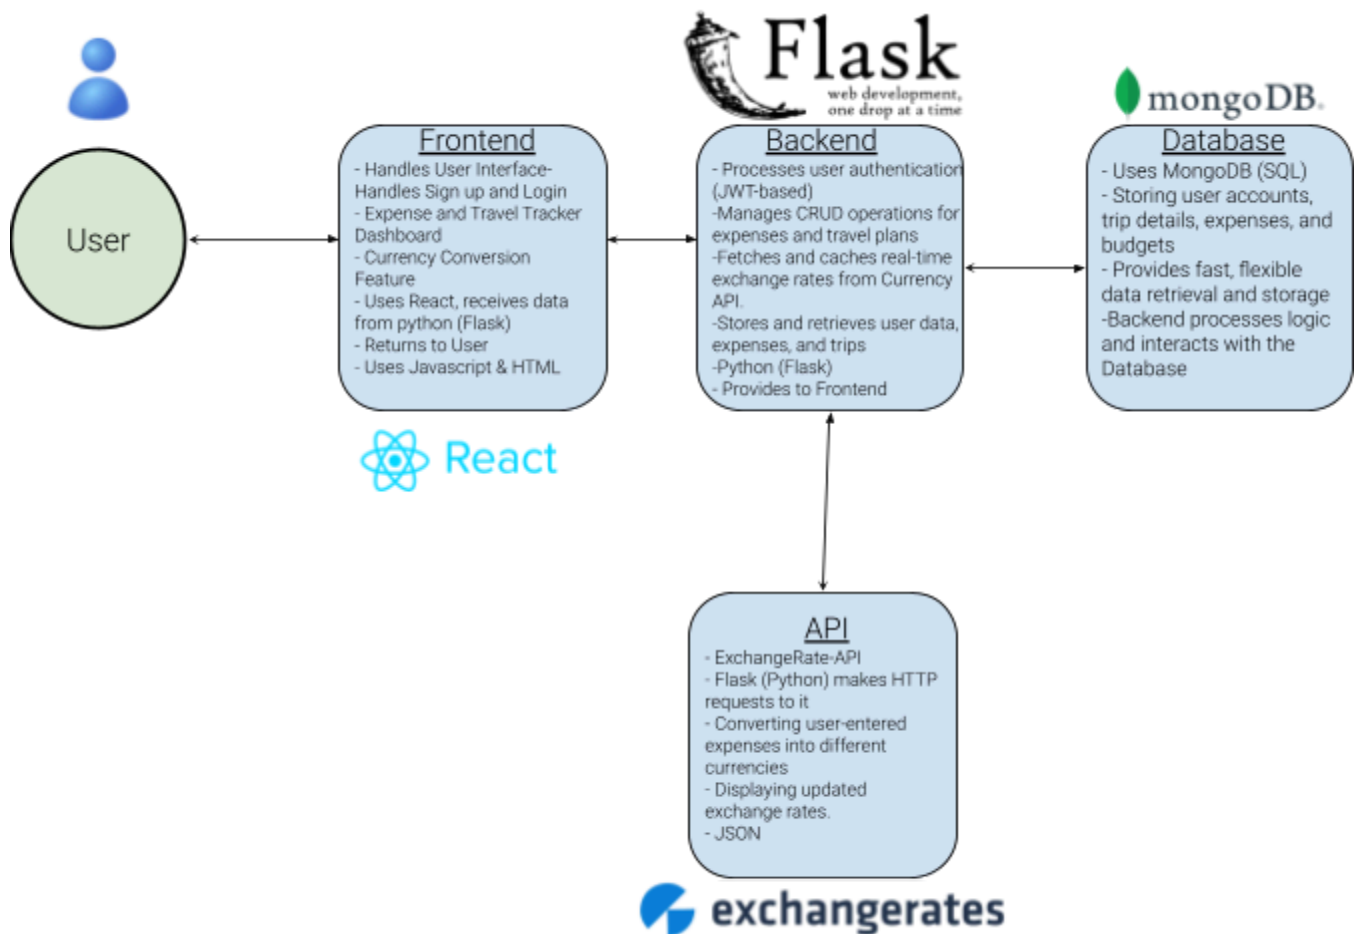 User
Frontend
- Handles User Interface-
Handles Sign up and Login
- Expense and Travel Tracker
Dashboard
- Currency Conversion
Feature
- Uses React, receives data
from python (Flask)
- Returns to User
- Uses Javascript & HTML
React
Flask
web development,
one drop at a time
Backend
- Processes user authentication
(JWT-based)
-Manages CRUD operations for
expenses and travel plans
-Fetches and caches real-time
exchange rates from Currency
API.
-Stores and retrieves user data,
expenses, and trips
-Python (Flask)
- Provides to Frontend
mongoDB.
Database
- Uses MongoDB (SQL)
- Storing user accounts,
trip details, expenses, and
budgets
- Provides fast, flexible
data retrieval and storage
-Backend processes logic
and interacts with the
Database
API
- ExchangeRate-API
- Flask (Python) makes HTTP
requests to it
- Converting user-entered
expenses into different
currencies
- Displaying updated
exchange rates.
- JSON
exchangerates